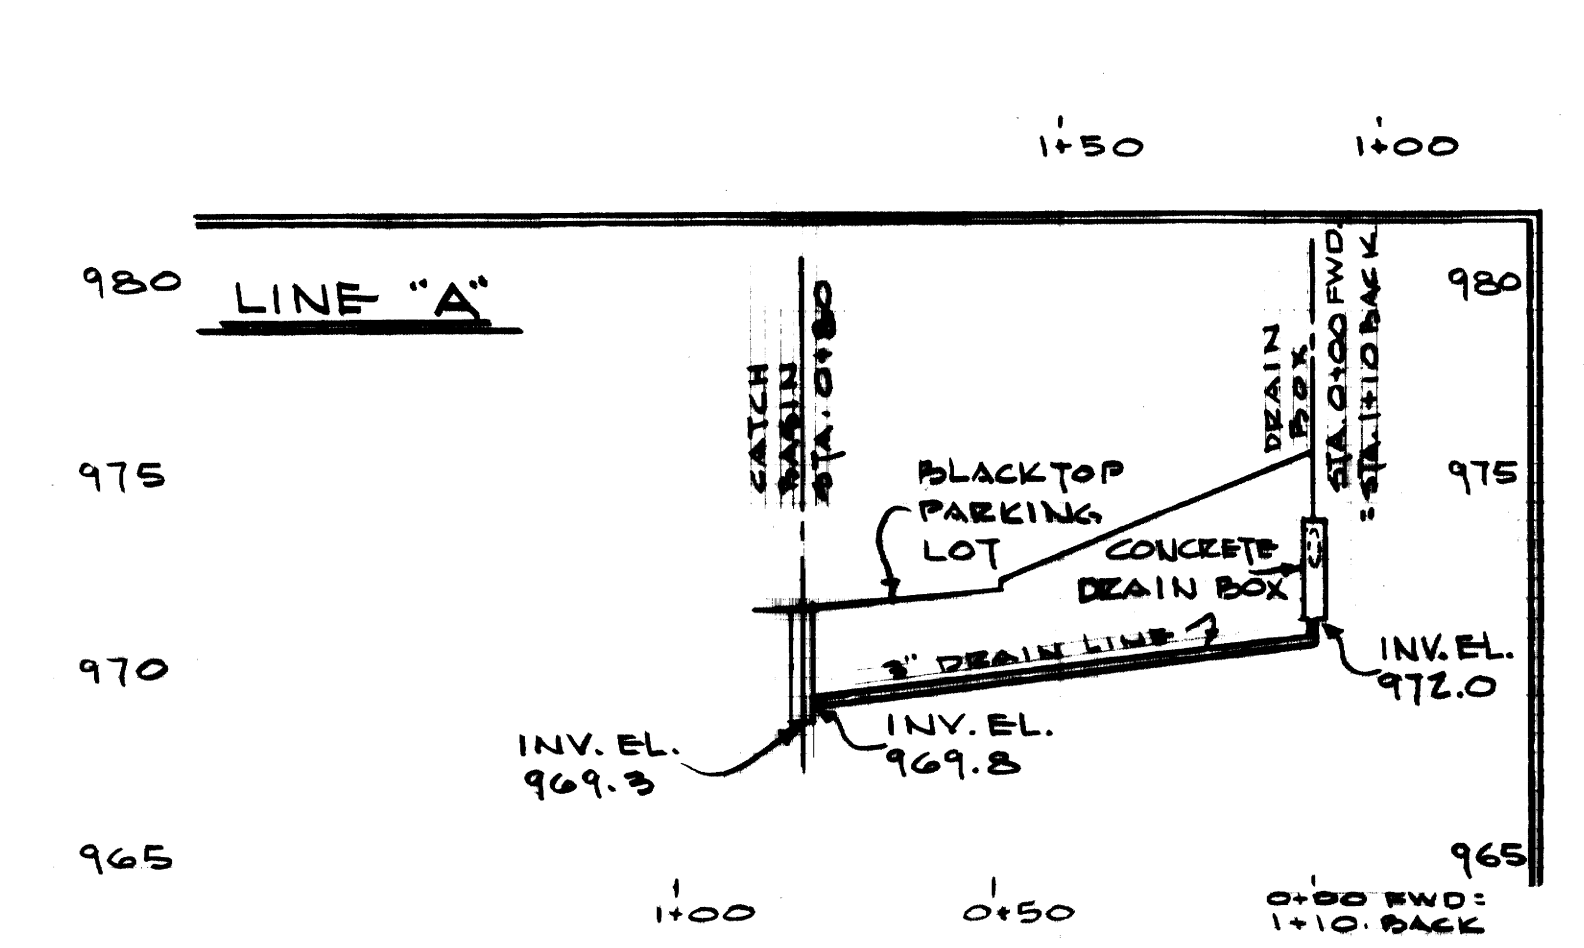 1+50
1+00
980
LINE "A"
980
CATCH
BASIN
STA. 0+80
DRAIN
BOX
STA. 0+00 FWD.
= STA. 1+10 BACK
975
BLACKTOP
PARKING
LOT
975
CONCRETE
DRAIN BOX
3" DRAIN LINE
INV. EL.
972.0
970
INV. EL.
969.8
INV. EL.
969.3
965
965
1+00
0+50
0+00 FWD =
1+10. BACK